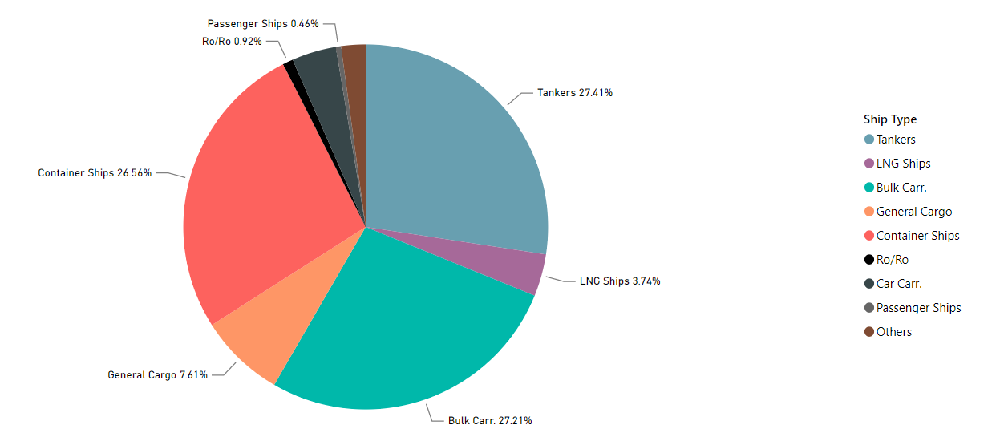 Passenger Ships 0.46%
Ro/Ro 0.92%
Tankers 27.41%
Container Ships 26.56%
LNG Ships 3.74%
General Cargo 7.61%
Bulk Carr. 27.21%
Ship Type
Tankers
LNG Ships
Bulk Carr.
General Cargo
Container Ships
Ro/Ro
Car Carr.
Passenger Ships
Others